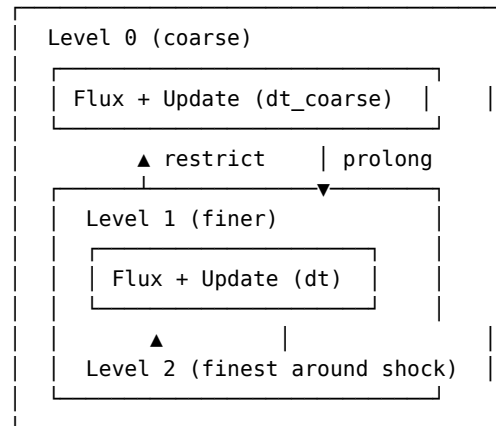 Level 0 (coarse)
Flux + Update (dt_coarse)
▲ restrict │ prolong
Level 1 (finer)
Flux + Update (dt)
Level 2 (finest around shock)